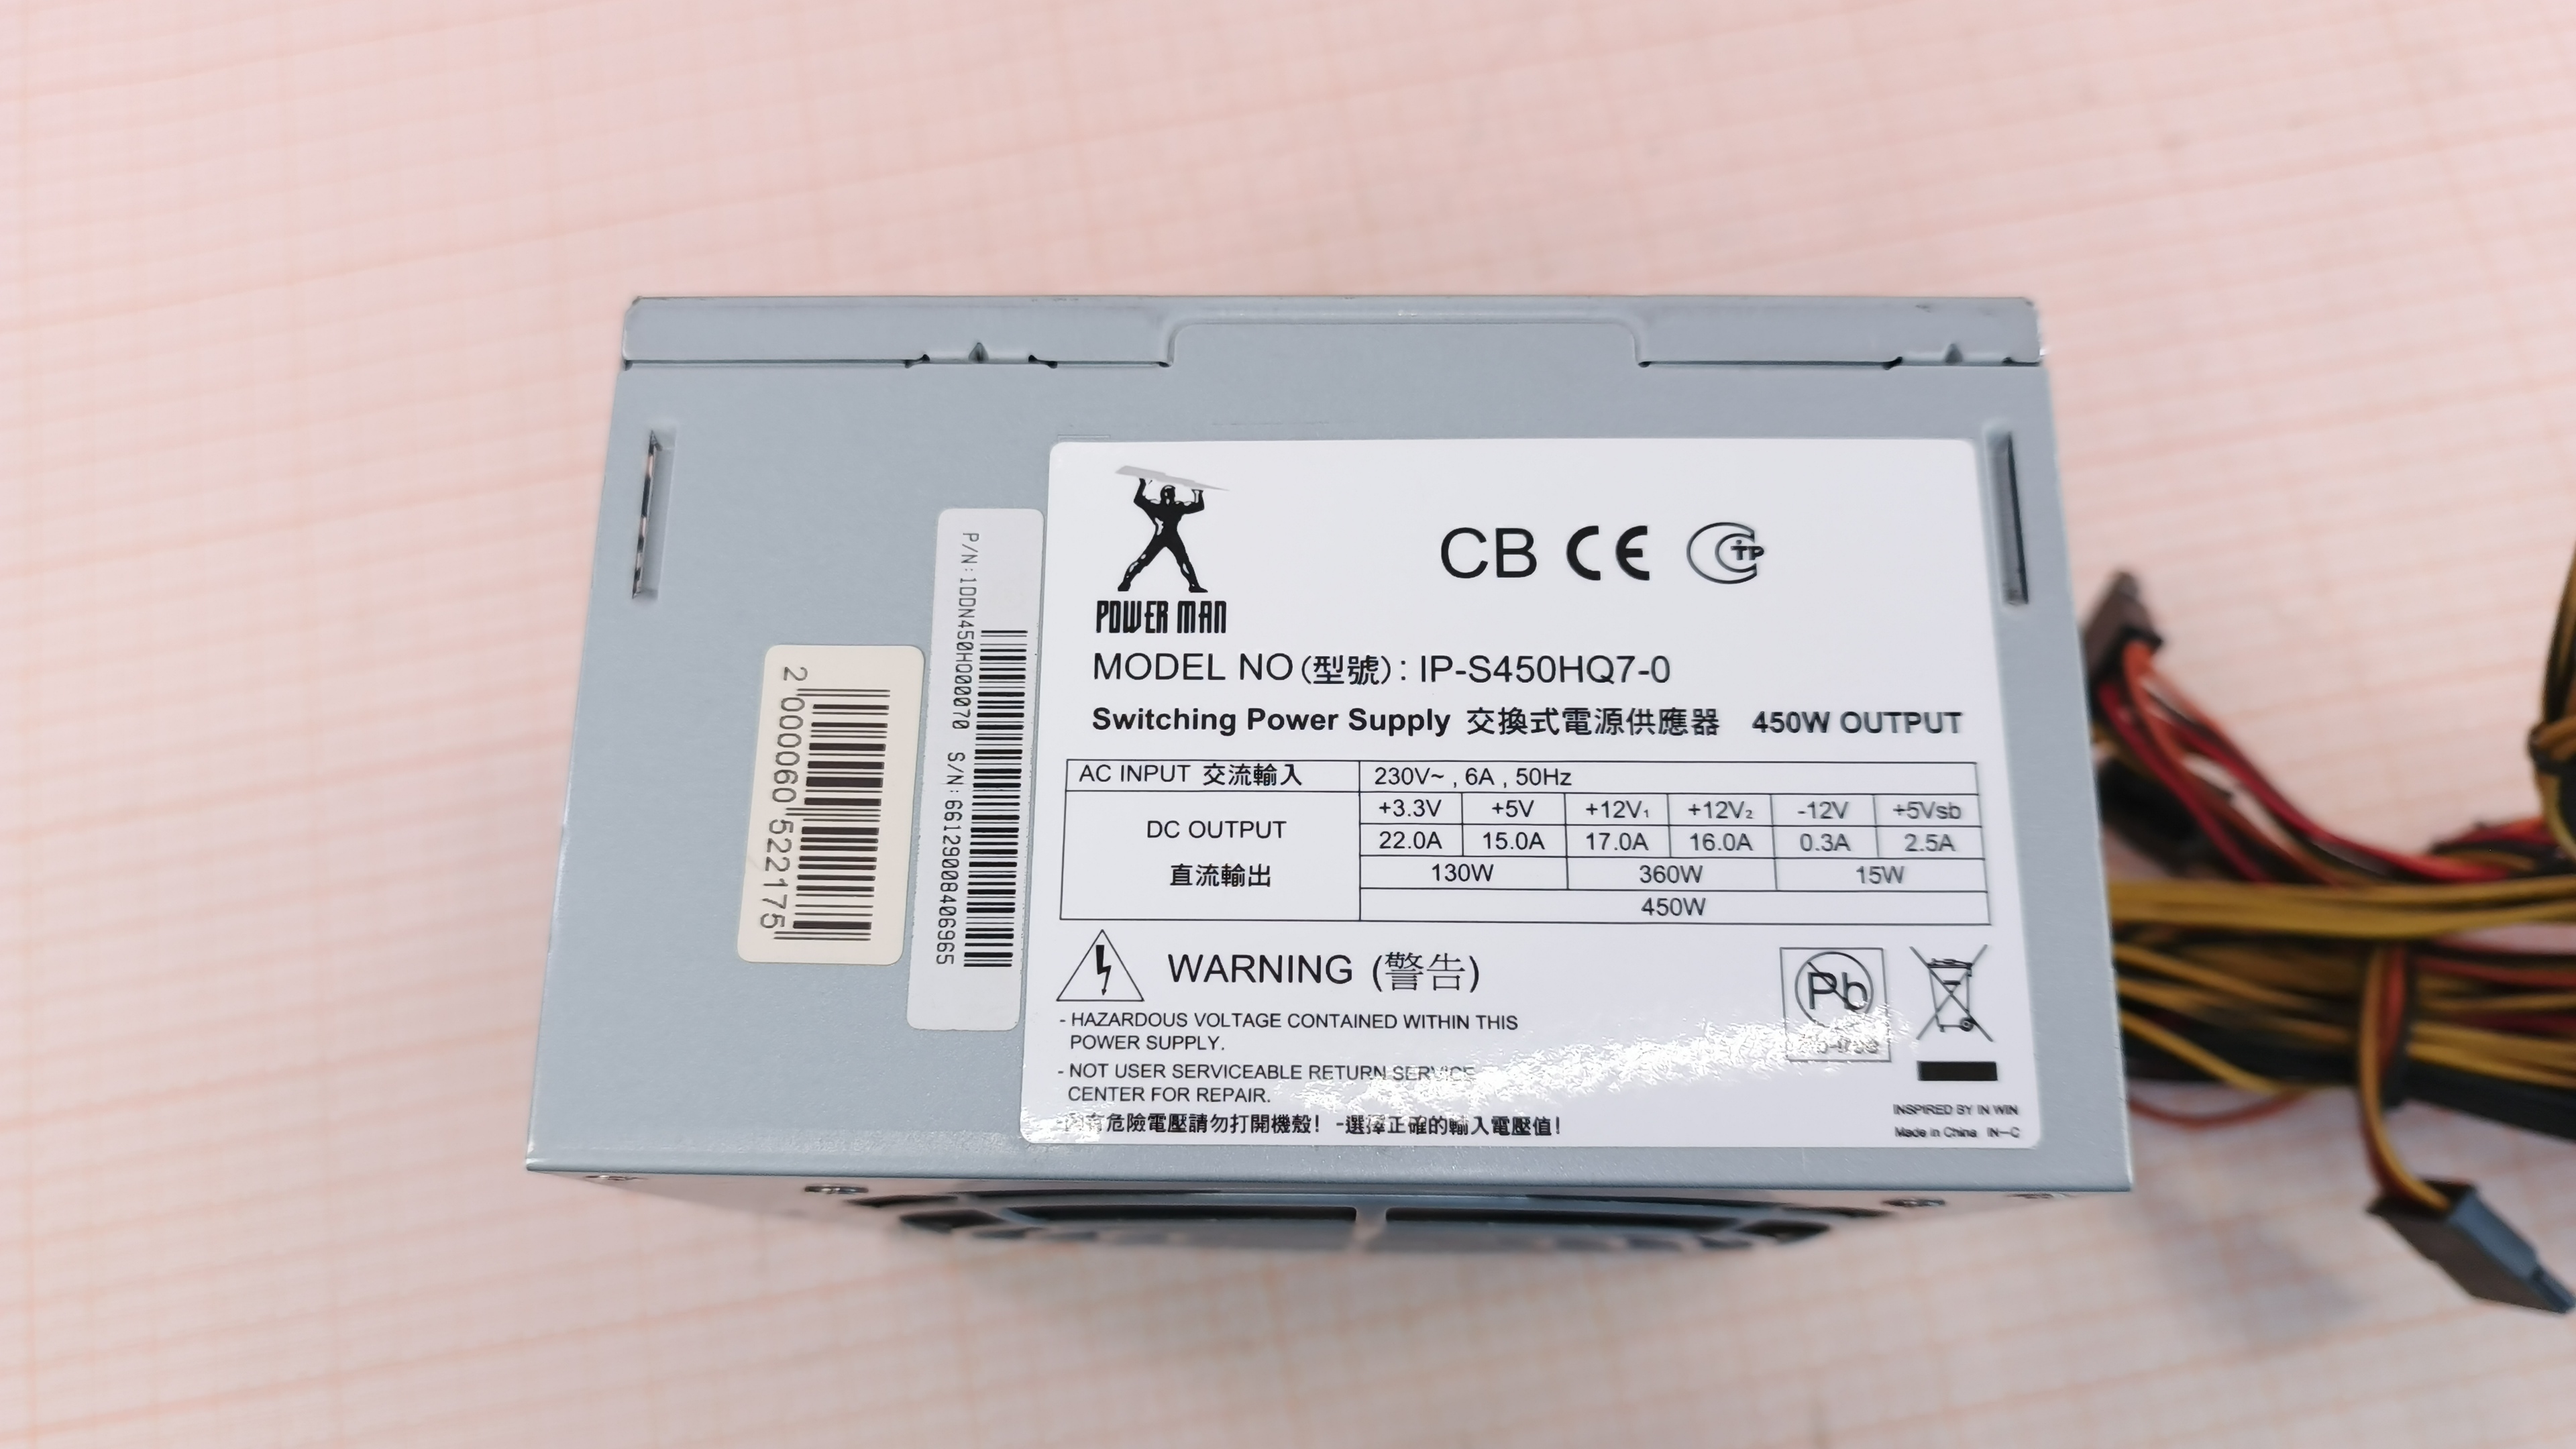 2 000060 522175
P/N:1DDN450HQ00070 S/N:66129008406965
POWER MAN
CB CE
MODEL NO(型號): IP-S450HQ7-0
Switching Power Supply 交換式電源供應器 450W OUTPUT
AC INPUT 交流輸入 230V~ , 6A , 50Hz
+3.3V +5V +12V₁ +12V₂ -12V +5Vsb
DC OUTPUT
22.0A 15.0A 17.0A 16.0A 0.3A 2.5A
直流輸出 130W 360W 15W
450W
WARNING (警告)
Pb
- HAZARDOUS VOLTAGE CONTAINED WITHIN THIS
POWER SUPPLY.
- NOT USER SERVICEABLE RETURN SERVICE
CENTER FOR REPAIR.
-內有危險電壓請勿打開機殼! -選擇正確的輸入電壓值!
INSPIRED BY IN WIN
Made in China IN-C